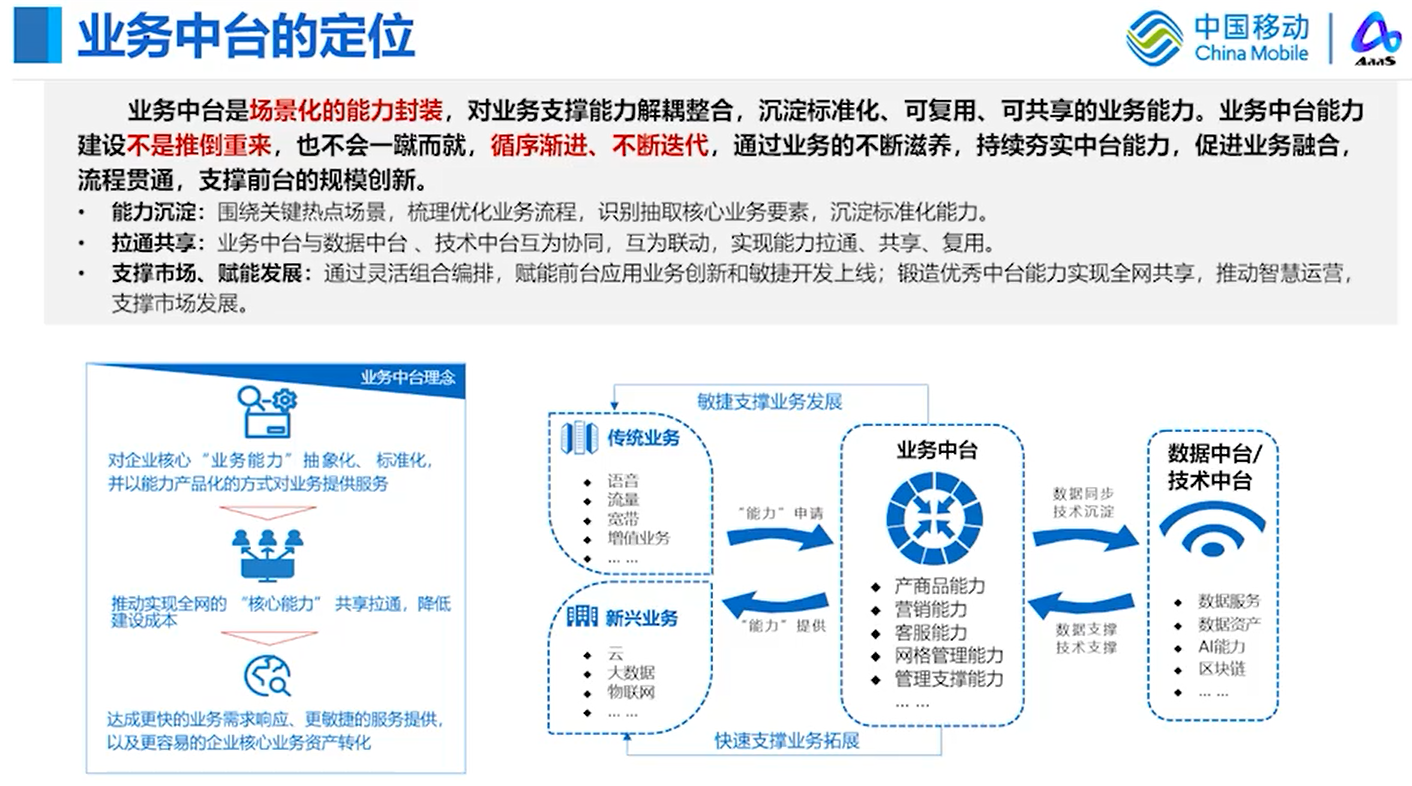 业务中台的定位
中国移动
China Mobile
AaaS
业务中台是场景化的能力封装，对业务支撑能力解耦整合，沉淀标准化、可复用、可共享的业务能力。业务中台能力
建设不是推倒重来，也不会一蹴而就，循序渐进、不断迭代，通过业务的不断滋养，持续夯实中台能力，促进业务融合，
流程贯通，支撑前台的规模创新。
• 能力沉淀：围绕关键热点场景，梳理优化业务流程，识别抽取核心业务要素，沉淀标准化能力。
• 拉通共享：业务中台与数据中台 、技术中台互为协同，互为联动，实现能力拉通、共享、复用。
• 支撑市场、赋能发展：通过灵活组合编排，赋能前台应用业务创新和敏捷开发上线；锻造优秀中台能力实现全网共享，推动智慧运营，
支撑市场发展。
业务中台理念
对企业核心“业务能力”抽象化、 标准化，
并以能力产品化的方式对业务提供服务
推动实现全网的 “核心能力” 共享拉通，降低
建设成本
达成更快的业务需求响应、更敏捷的服务提供，
以及更容易的企业核心业务资产转化
敏捷支撑业务发展
传统业务
◆ 语音
◆ 流量
◆ 宽带
◆ 增值业务
◆ … …
新兴业务
◆ 云
◆ 大数据
◆ 物联网
◆ … …
“能力”申请
“能力”提供
业务中台
◆ 产商品能力
◆ 营销能力
◆ 客服能力
◆ 网格管理能力
◆ 管理支撑能力
… …
数据同步
技术沉淀
数据支撑
技术支撑
数据中台/
技术中台
◆ 数据服务
◆ 数据资产
◆ AI能力
◆ 区块链
◆ … …
快速支撑业务拓展